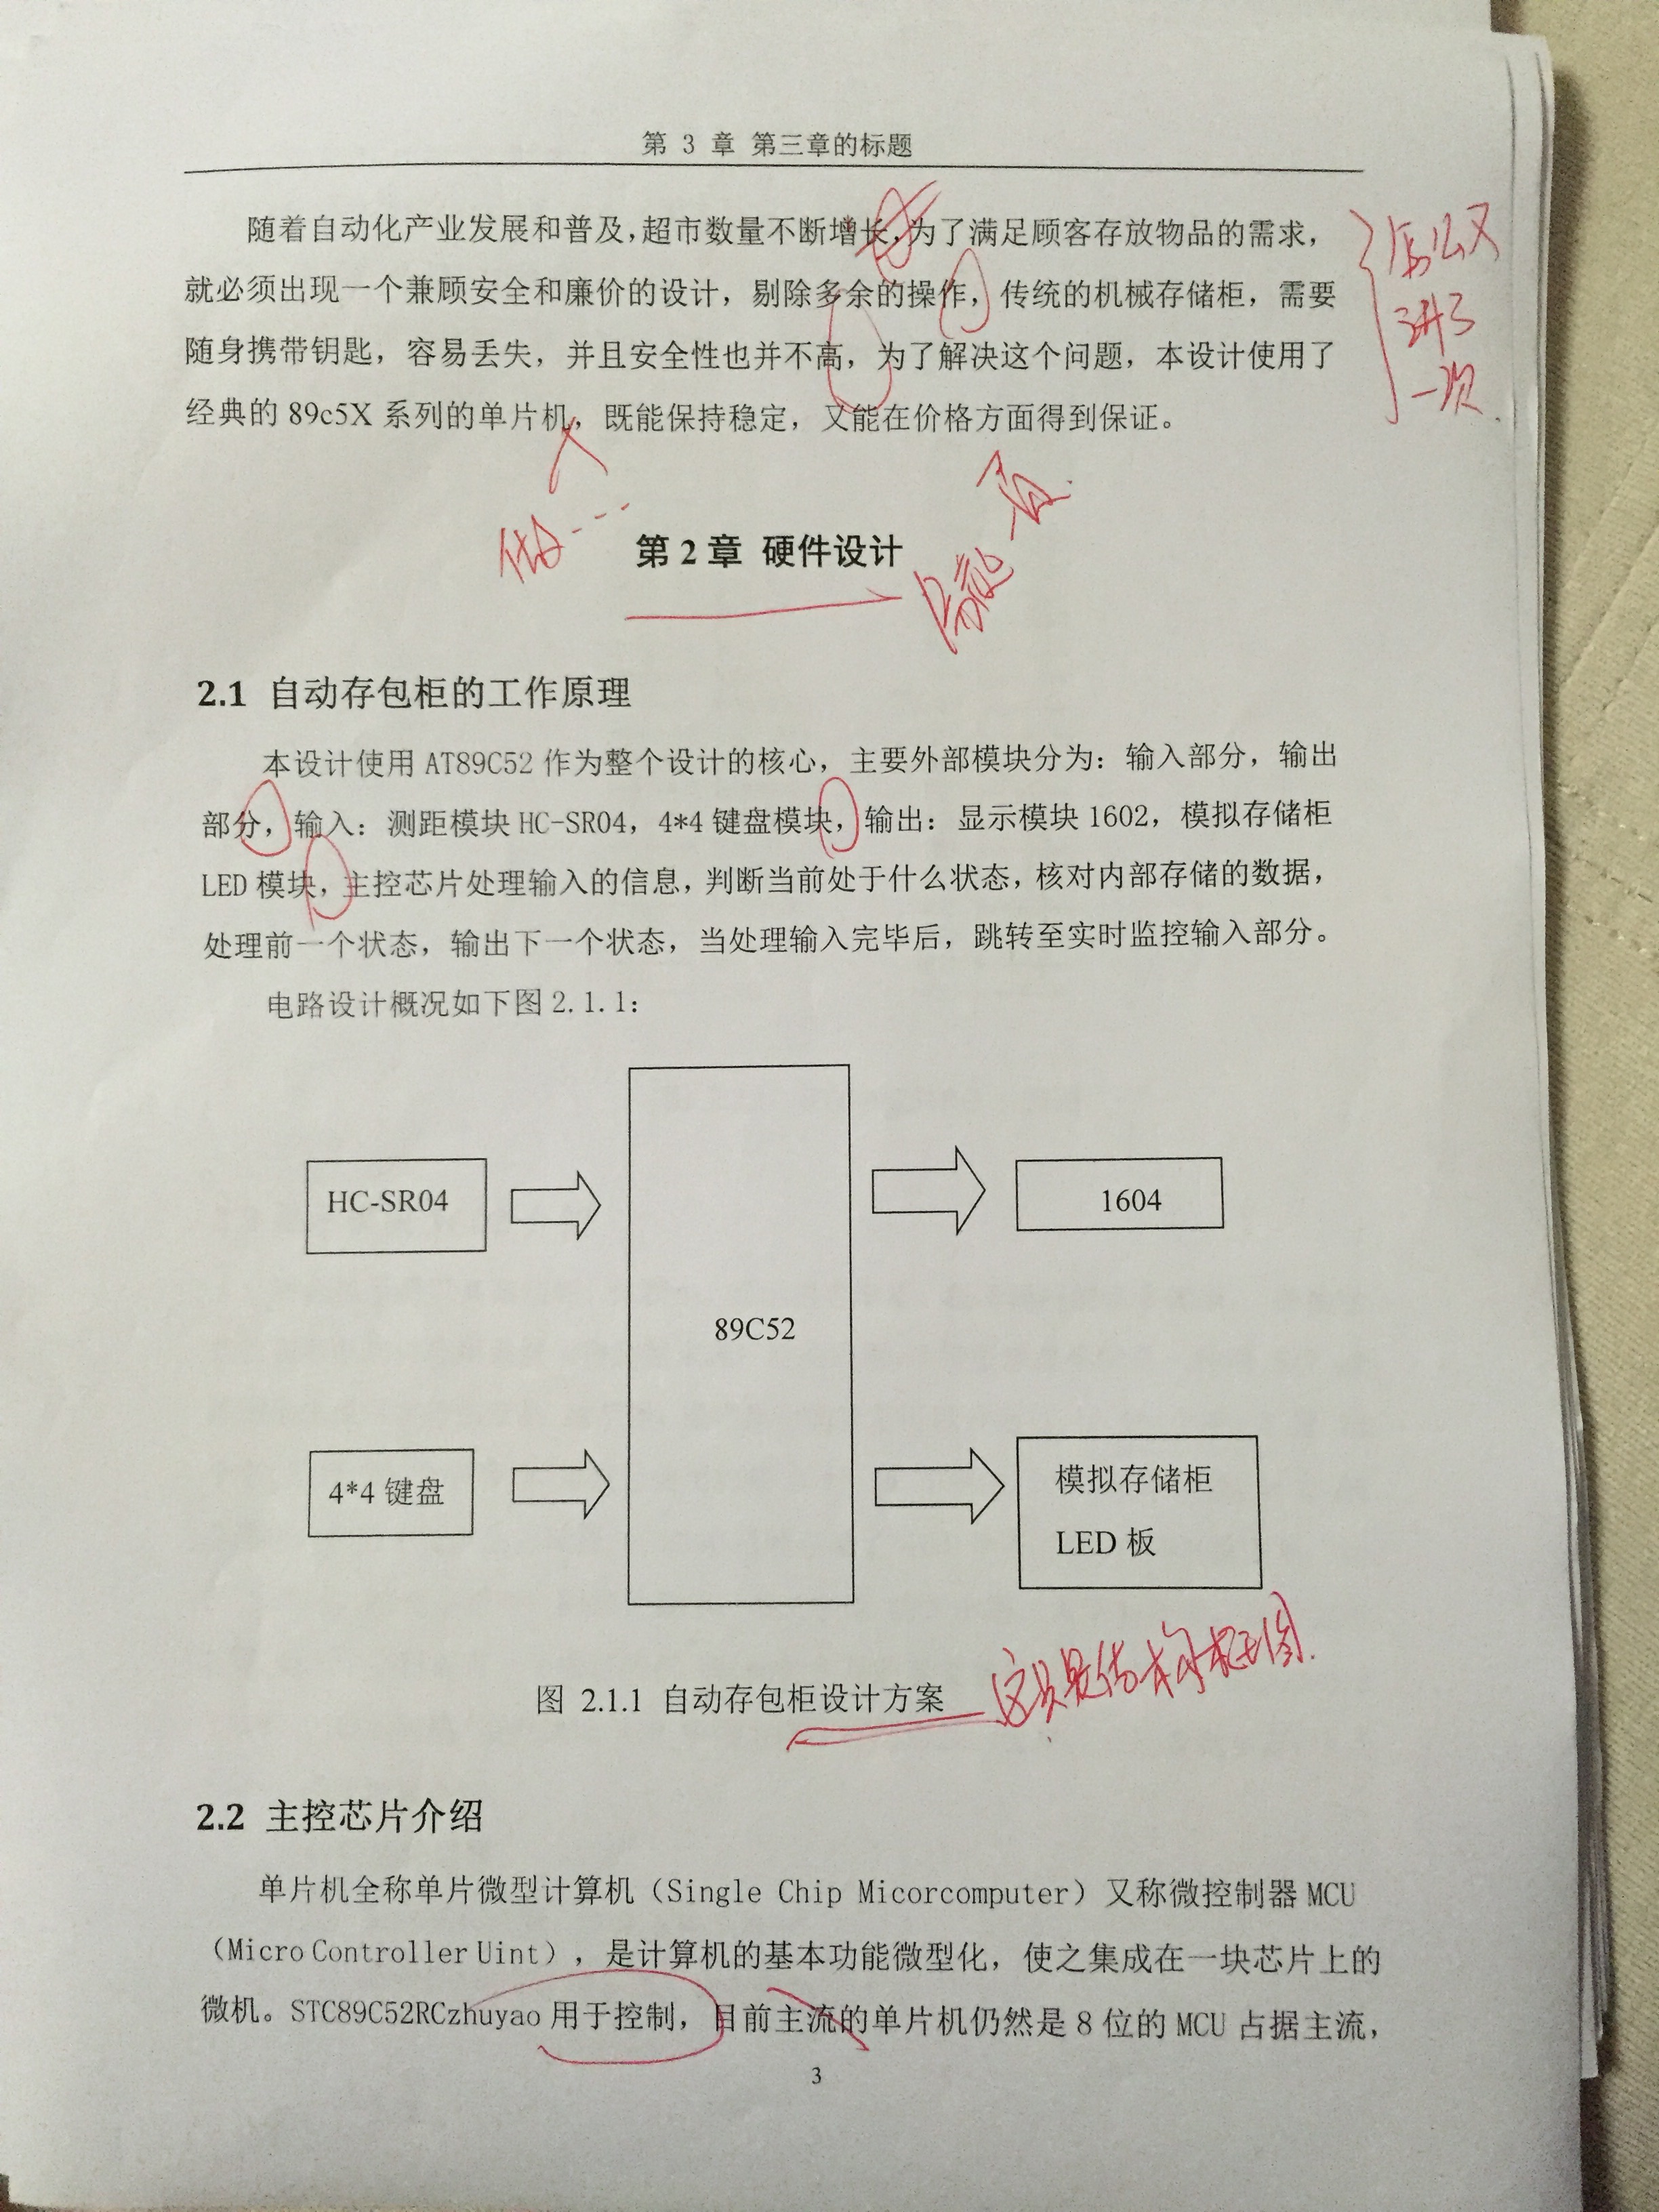 第 3 章 第三章的标题
随着自动化产业发展和普及，超市数量不断增长，为了满足顾客存放物品的需求，
就必须出现一个兼顾安全和廉价的设计，剔除多余的操作，传统的机械存储柜，需要
随身携带钥匙，容易丢失，并且安全性也并不高，为了解决这个问题，本设计使用了
经典的 89c5X 系列的单片机，既能保持稳定，又能在价格方面得到保证。
怎么又
讲了
一次.
第 2 章 硬件设计
另起
页.
2.1 自动存包柜的工作原理
本设计使用 AT89C52 作为整个设计的核心，主要外部模块分为：输入部分，输出
部分，输入：测距模块 HC-SR04，4*4 键盘模块，输出：显示模块 1602，模拟存储柜
LED 模块，主控芯片处理输入的信息，判断当前处于什么状态，核对内部存储的数据，
处理前一个状态，输出下一个状态，当处理输入完毕后，跳转至实时监控输入部分。
电路设计概况如下图 2.1.1：
HC-SR04
1604
89C52
4*4 键盘
模拟存储柜
LED 板
图 2.1.1 自动存包柜设计方案
这只是结构框图.
2.2 主控芯片介绍
单片机全称单片微型计算机（Single Chip Micorcomputer）又称微控制器 MCU
（Micro Controller Uint），是计算机的基本功能微型化，使之集成在一块芯片上的
微机。STC89C52RCzhuyao 用于控制，目前主流的单片机仍然是 8 位的 MCU 占据主流，
3